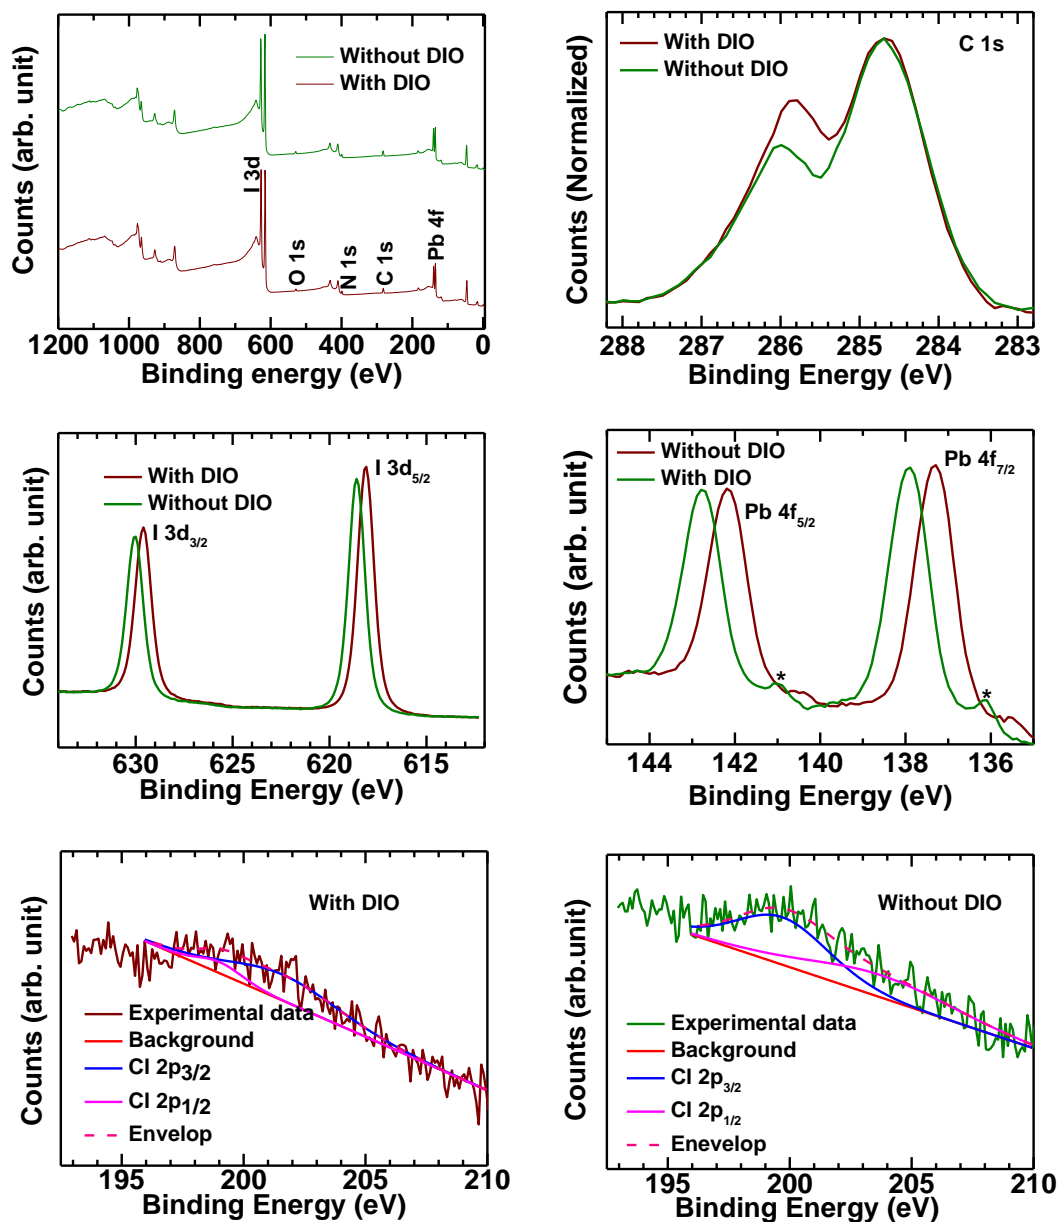 Without DIO
With DIO
I 3d
O 1s
N 1s
C 1s
Pb 4f
Counts (arb. unit)
1200 1000 800 600 400 200 0
Binding energy (eV)
With DIO
Without DIO
C 1s
Counts (Normalized)
288 287 286 285 284 283
Binding Energy (eV)
With DIO
Without DIO
I 3d5/2
I 3d3/2
Counts (arb. unit)
630 625 620 615
Binding Energy (eV)
Without DIO
With DIO
Pb 4f7/2
Pb 4f5/2
*
*
Counts (arb. unit)
144 142 140 138 136
Binding Energy (eV)
With DIO
Experimental data
Background
Cl 2p3/2
Cl 2p1/2
Envelop
Counts (arb.unit)
195 200 205 210
Binding Energy (eV)
Without DIO
Experimental data
Background
Cl 2p3/2
Cl 2p1/2
Enevelop
Counts (arb.unit)
195 200 205 210
Binding Energy (eV)